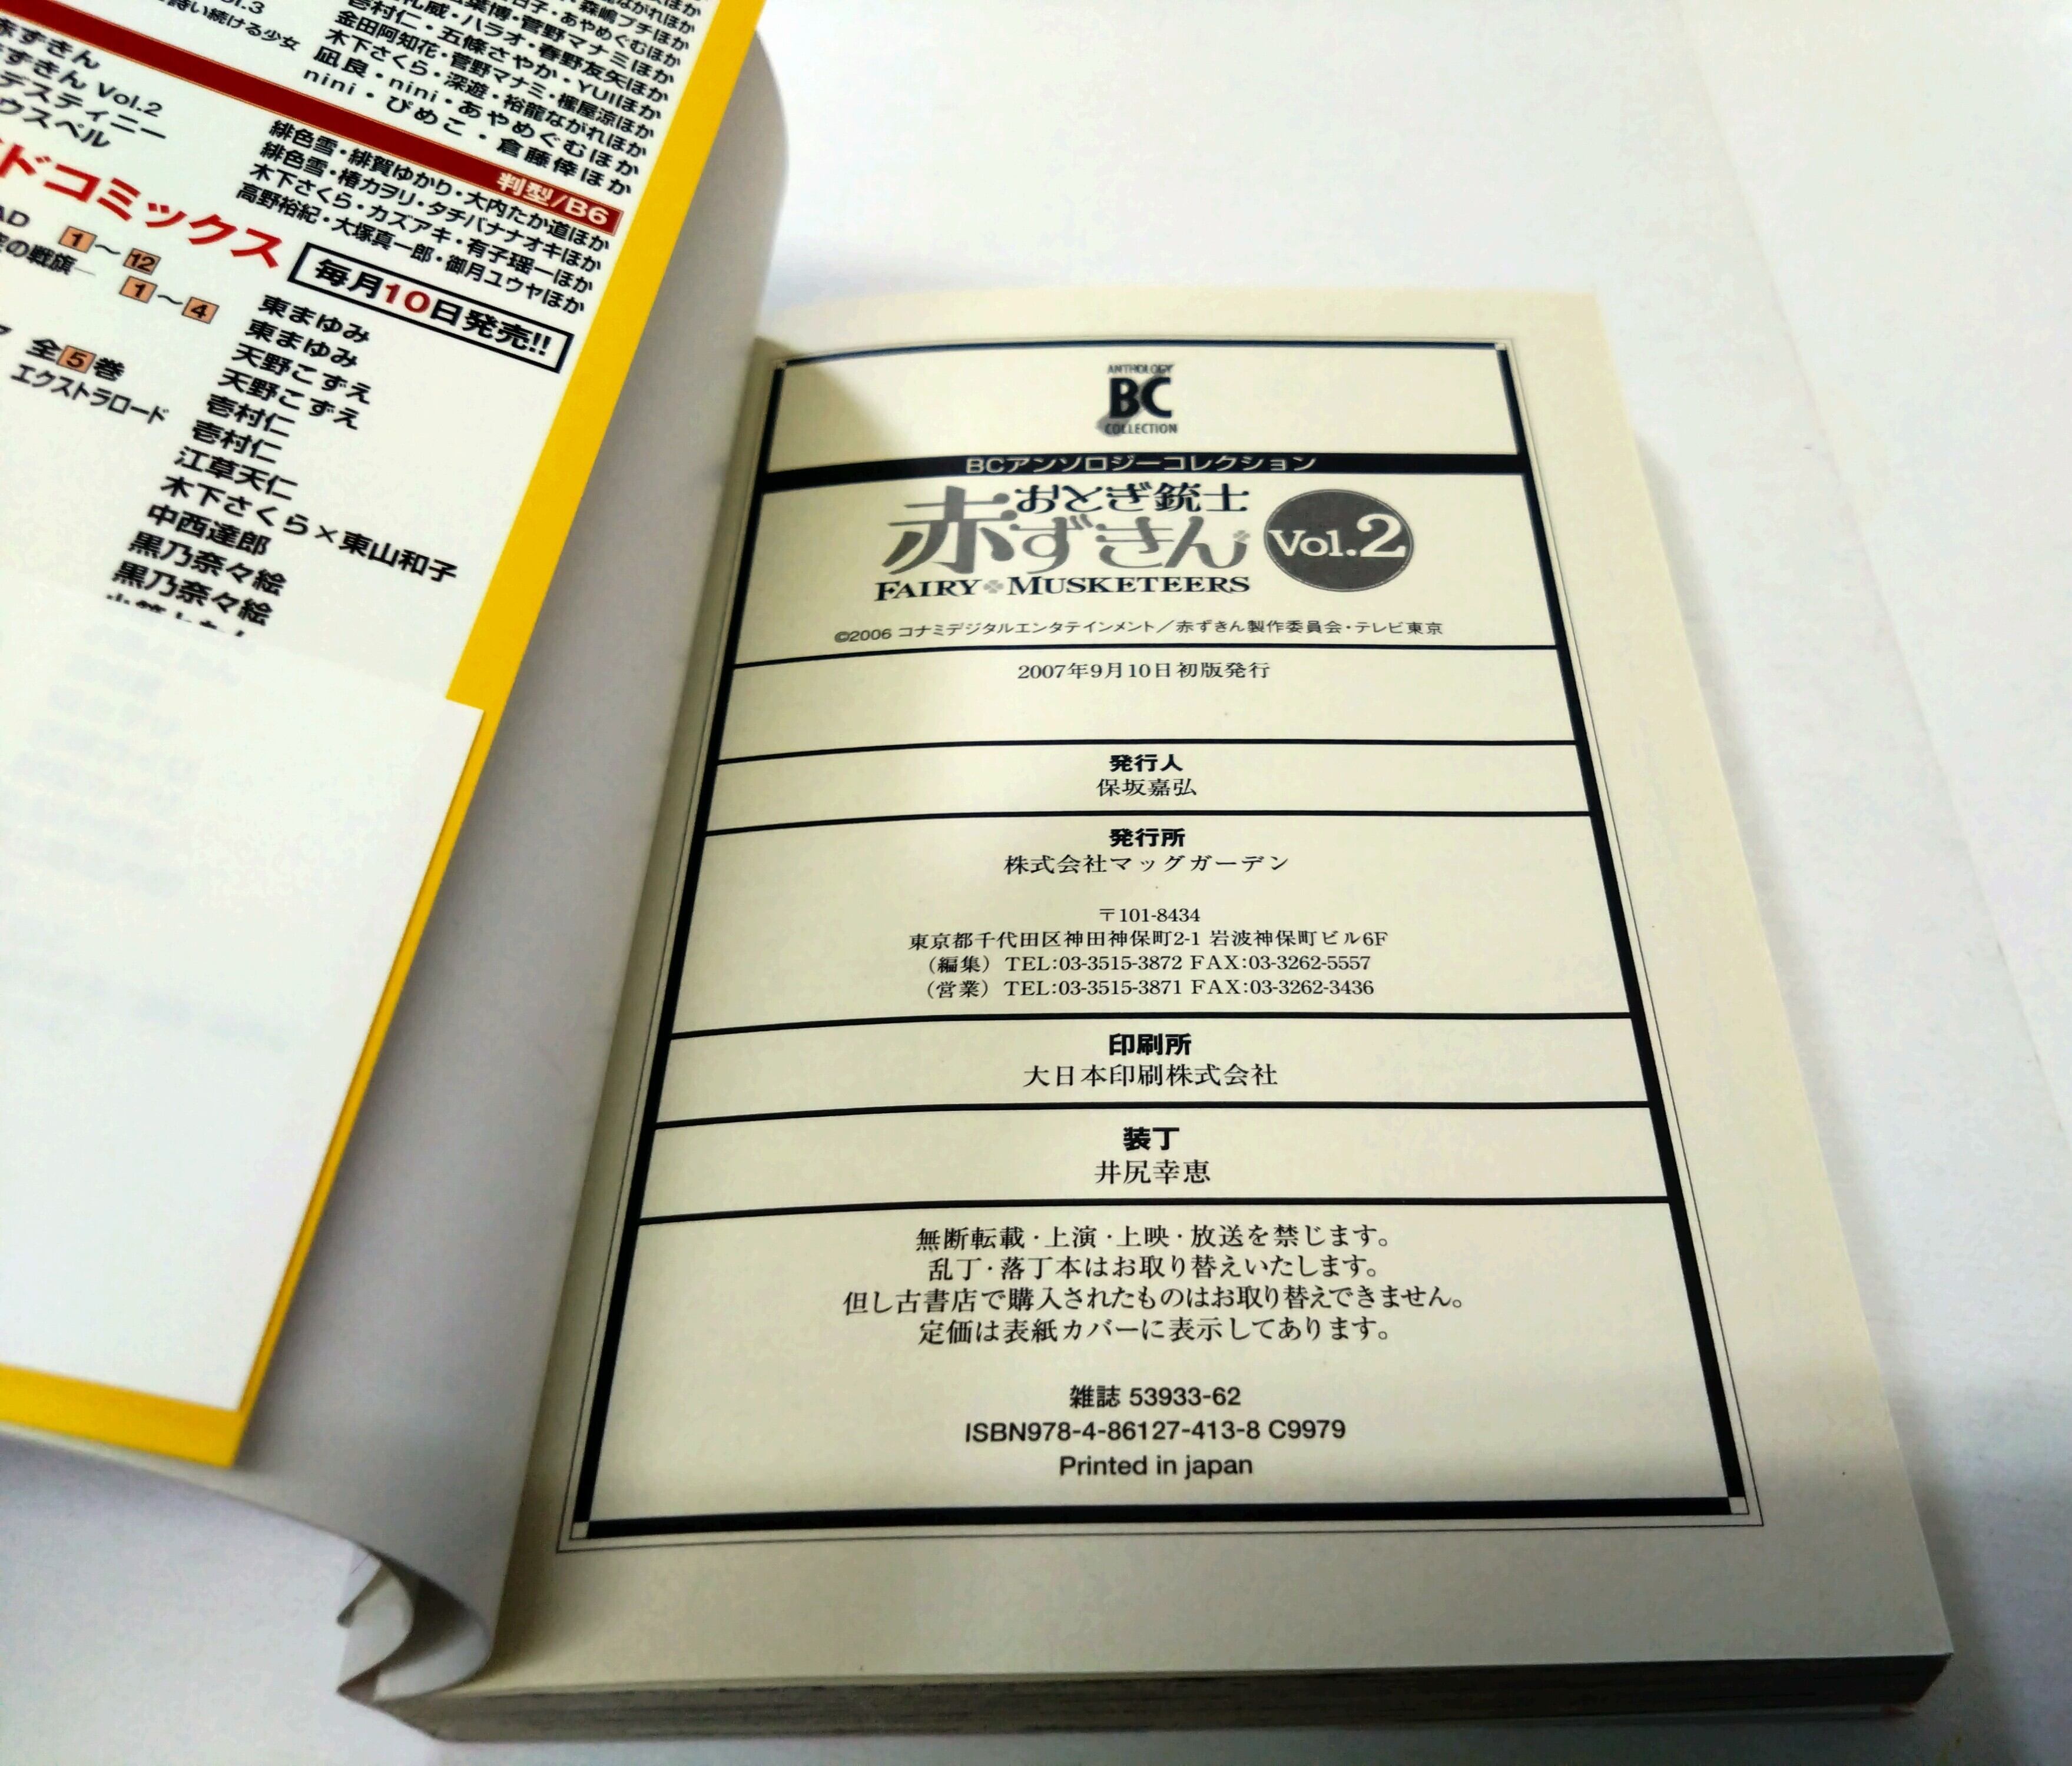 ずきん Vol.2
デスティニー
ウスペル
金田阿知花・菅野マナミ・榁屋涼ほか
木下さくら・深遊・裕龍ながれほか
凪良・nini・あやめぐむほか
nini・ぴめこ・倉藤倖ほか
判型/B6
緋色雪・緋賀ゆかり・大内たか道ほか
緋色雪・椿カヲリ・タチバナナオキほか
木下さくら・カズアキ・有子瑶一ほか
高野裕紀・大塚真一郎・御月ユウヤほか
ドコミックス
毎月10日発売!!
1～12
の戦旗
1～4
全5巻
エクストラロード
東まゆみ
東まゆみ
天野こずえ
天野こずえ
壱村仁
壱村仁
江草天仁
木下さくら×東山和子
中西達郎
黒乃奈々絵
黒乃奈々絵
ANTHOLOGY
BC
COLLECTION
BCアンソロジーコレクション
おとぎ銃士
赤ずきん
Vol.2
FAIRY MUSKETEERS
©2006 コナミデジタルエンタテインメント／赤ずきん製作委員会・テレビ東京
2007年9月10日初版発行
発行人
保坂嘉弘
発行所
株式会社マッグガーデン
〒101-8434
東京都千代田区神田神保町2-1 岩波神保町ビル6F
（編集）TEL:03-3515-3872 FAX:03-3262-5557
（営業）TEL:03-3515-3871 FAX:03-3262-3436
印刷所
大日本印刷株式会社
装丁
井尻幸恵
無断転載・上演・上映・放送を禁じます。
乱丁・落丁本はお取り替えいたします。
但し古書店で購入されたものはお取り替えできません。
定価は表紙カバーに表示してあります。
雑誌 53933-62
ISBN978-4-86127-413-8 C9979
Printed in japan